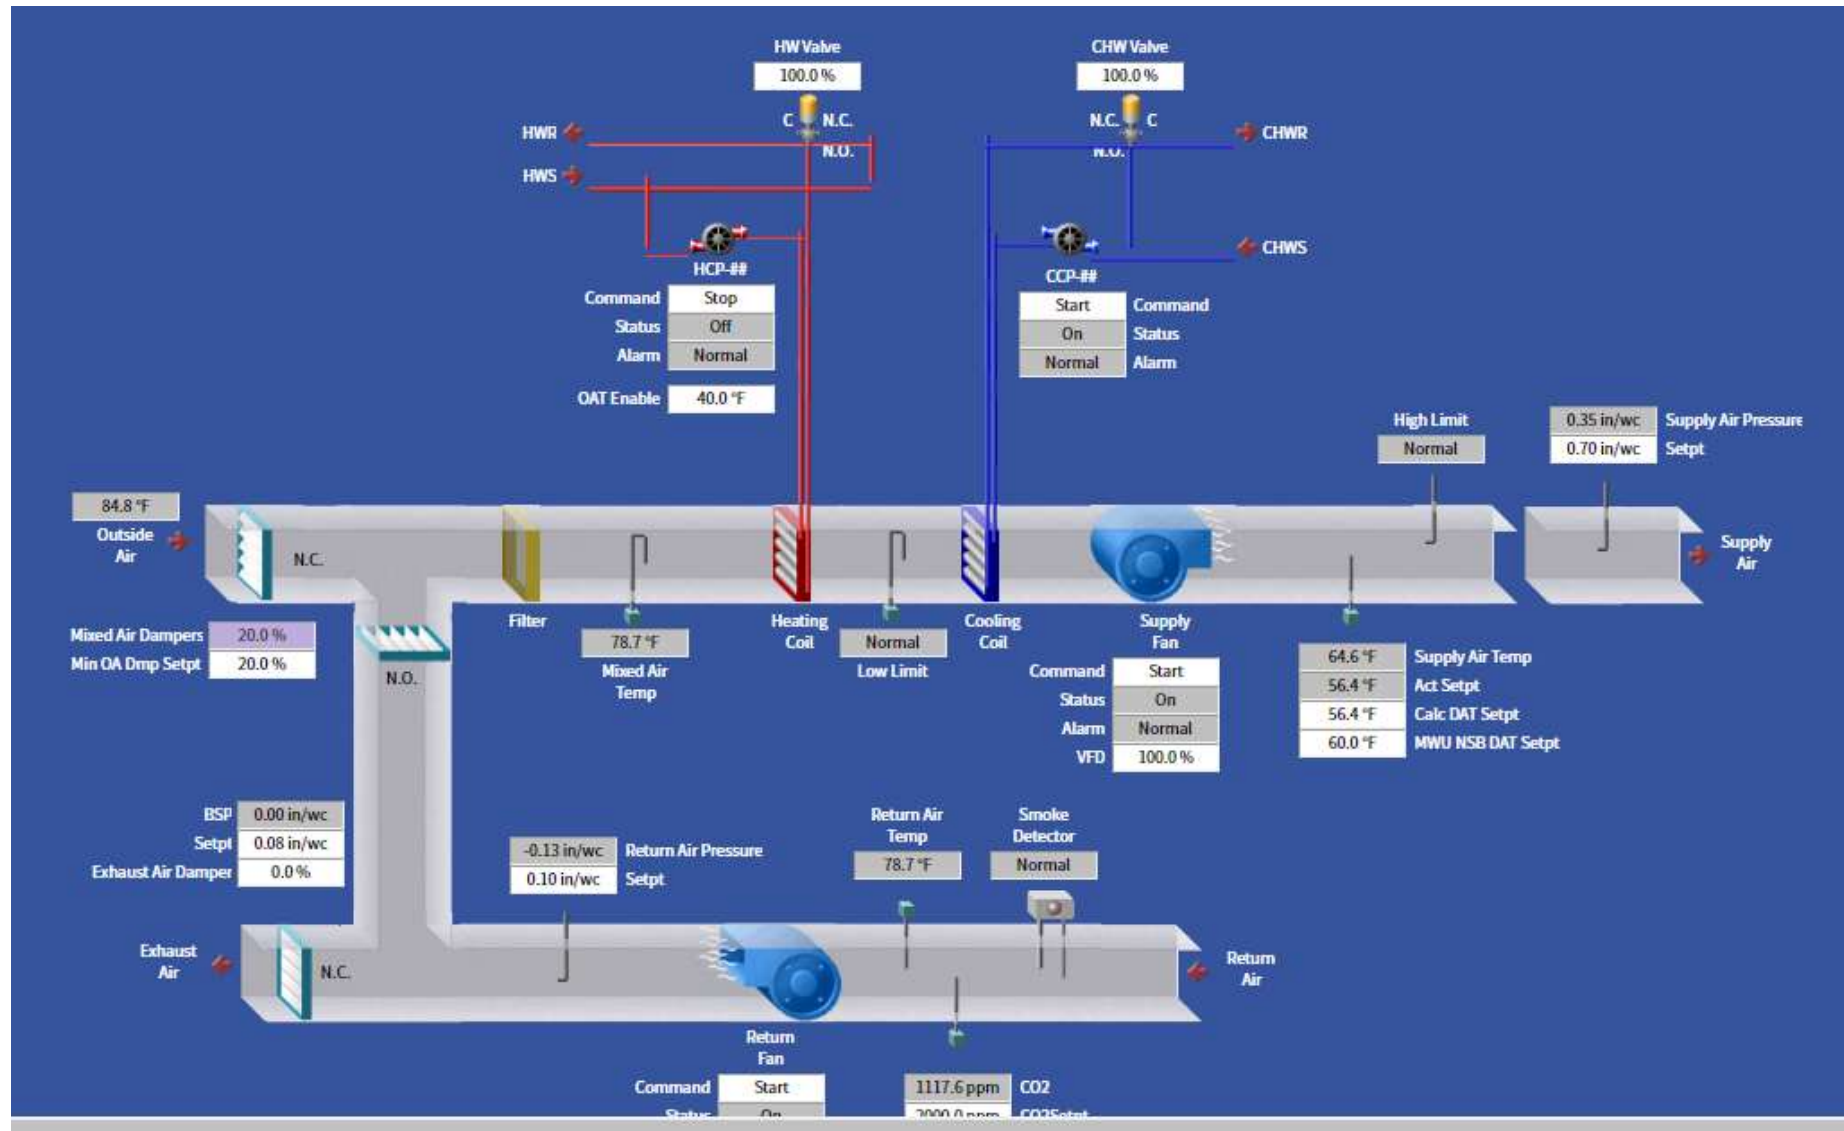 HW Valve
100.0 %
CHW Valve
100.0 %
C N.C.
N.O.
N.C. C
N.O.
HWR
HWS
CHWR
CHWS
HCP-##
Command Stop
Status Off
Alarm Normal
OAT Enable 40.0 °F
CCP-##
Start Command
On Status
Normal Alarm
High Limit
Normal
0.35 in/wc Supply Air Pressure
0.70 in/wc Setpt
84.8 °F
Outside
Air
N.C.
Supply
Air
Mixed Air Dampers 20.0 %
Min OA Dmp Setpt 20.0 %
N.O.
Filter
78.7 °F
Mixed Air
Temp
Heating
Coil
Normal
Low Limit
Cooling
Coil
Supply
Fan
Command Start
Status On
Alarm Normal
VFD 100.0 %
64.6 °F Supply Air Temp
56.4 °F Act Setpt
56.4 °F Calc DAT Setpt
60.0 °F MWU NSB DAT Setpt
BSP 0.00 in/wc
Setpt 0.08 in/wc
Exhaust Air Damper 0.0 %
-0.13 in/wc Return Air Pressure
0.10 in/wc Setpt
Return Air
Temp
78.7 °F
Smoke
Detector
Normal
Exhaust
Air
N.C.
Return
Air
Return
Fan
Command Start
Status On
1117.6 ppm CO2
2000.0 ppm CO2Setpt